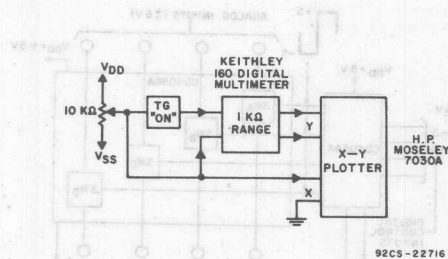 KEITHLEY
160 DIGITAL
MULTIMETER
VDD
10 KΩ
VSS
TG
"ON"
1 KΩ
RANGE
Y
X
X-Y
PLOTTER
H.P.
MOSELEY
7030A
92CS-22716